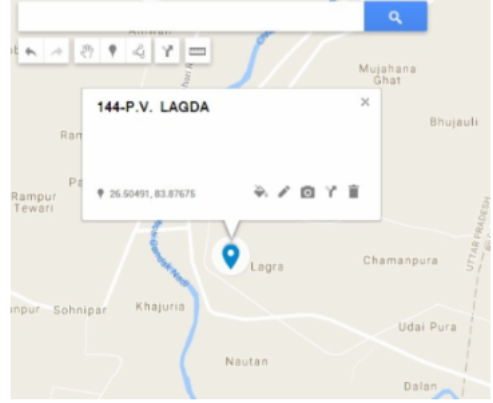 Mujahana
Ghat
144-P.V. LAGDA
Bhujauli
26.50491, 83.87675
Rampur
Tewari
UTTAR PRADESH
Lagra
Chamanpura
Sohnipar
Khajuria
Udai Pura
Nautan
Dalan